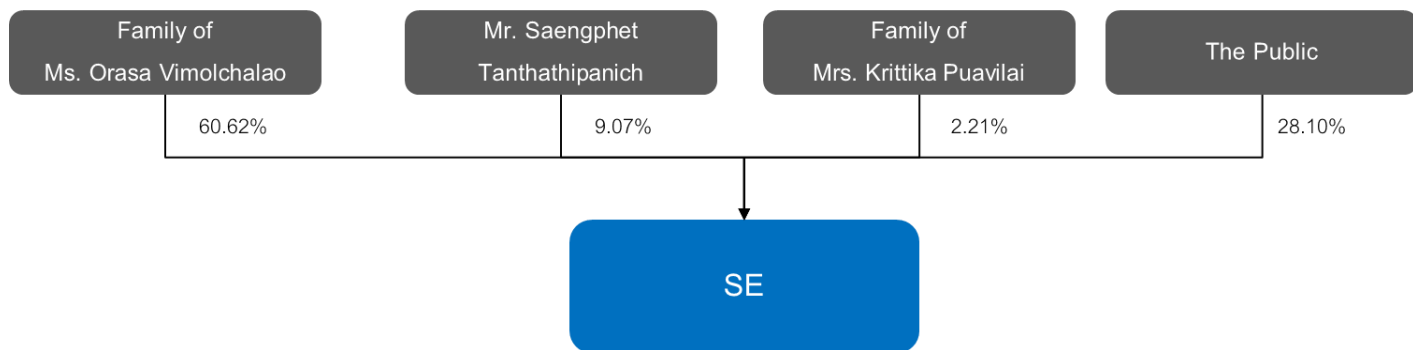 Family of
Ms. Orasa Vimolchalao
Mr. Saengphet
Tanthathipanich
Family of
Mrs. Krittika Puavilai
The Public
60.62%
9.07%
2.21%
28.10%
SE